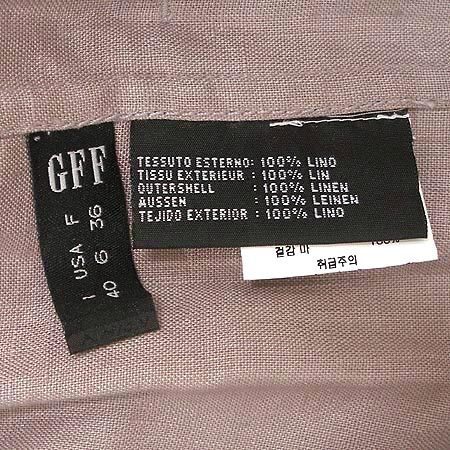 GFF
I USA F
40 6 36
TESSUTO ESTERNO: 100% LINO
TISSU EXTERIEUR : 100% LIN
OUTERSHELL : 100% LINEN
AUSSEN : 100% LEINEN
TEJIDO EXTERIOR : 100% LINO
겉감 마 100%
취급주의